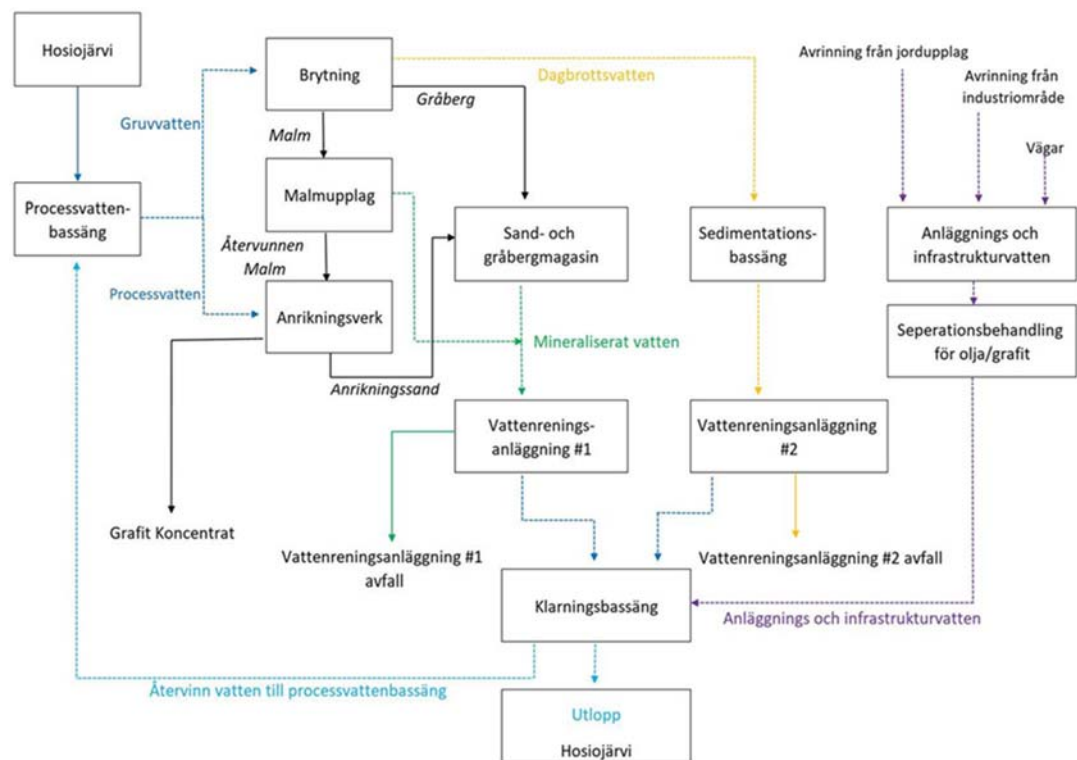 Hosiojärvi
Brytning
Dagbrottsvatten
Avrinning från jordupplag
Avrinning från
industriområde
Vägar
Gråberg
Gruvvatten
Malm
Malmupplag
Processvatten-
bassäng
Sand- och
gråbergmagasin
Sedimentations-
bassäng
Anläggnings och
infrastrukturvatten
Återvunnen
Malm
Processvatten
Anrikningsverk
Mineraliserat vatten
Seperationsbehandling
för olja/grafit
Anrikningssand
Vattenrenings-
anläggning #1
Vattenreningsanläggning
#2
Grafit Koncentrat
Vattenreningsanläggning #1
avfall
Vattenreningsanläggning #2 avfall
Klarningsbassäng
Anläggnings och infrastrukturvatten
Återvinn vatten till processvattenbassäng
Utlopp
Hosiojärvi